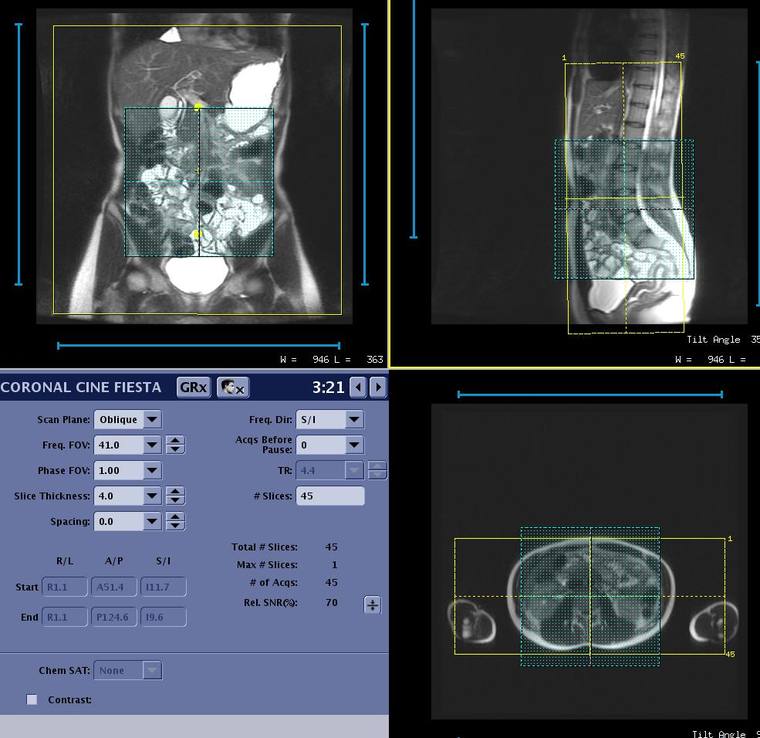 1
45
W = 946 L = 363
Tilt Angle 35
W = 946 L =
CORONAL CINE FIESTA GRx 3:21
Scan Plane: Oblique Freq. Dir: S/I
Freq. FOV: 41.0 Acqs Before Pause: 0
Phase FOV: 1.00 TR: 4.4
Slice Thickness: 4.0 # Slices: 45
Spacing: 0.0
Total # Slices: 45
R/L A/P S/I Max # Slices: 1
Start R1.1 A51.4 I11.7 # of Acqs: 45
Rel. SNR(%): 70
End R1.1 P124.6 I9.6
Chem SAT: None
Contrast:
1
45
Tilt Angle